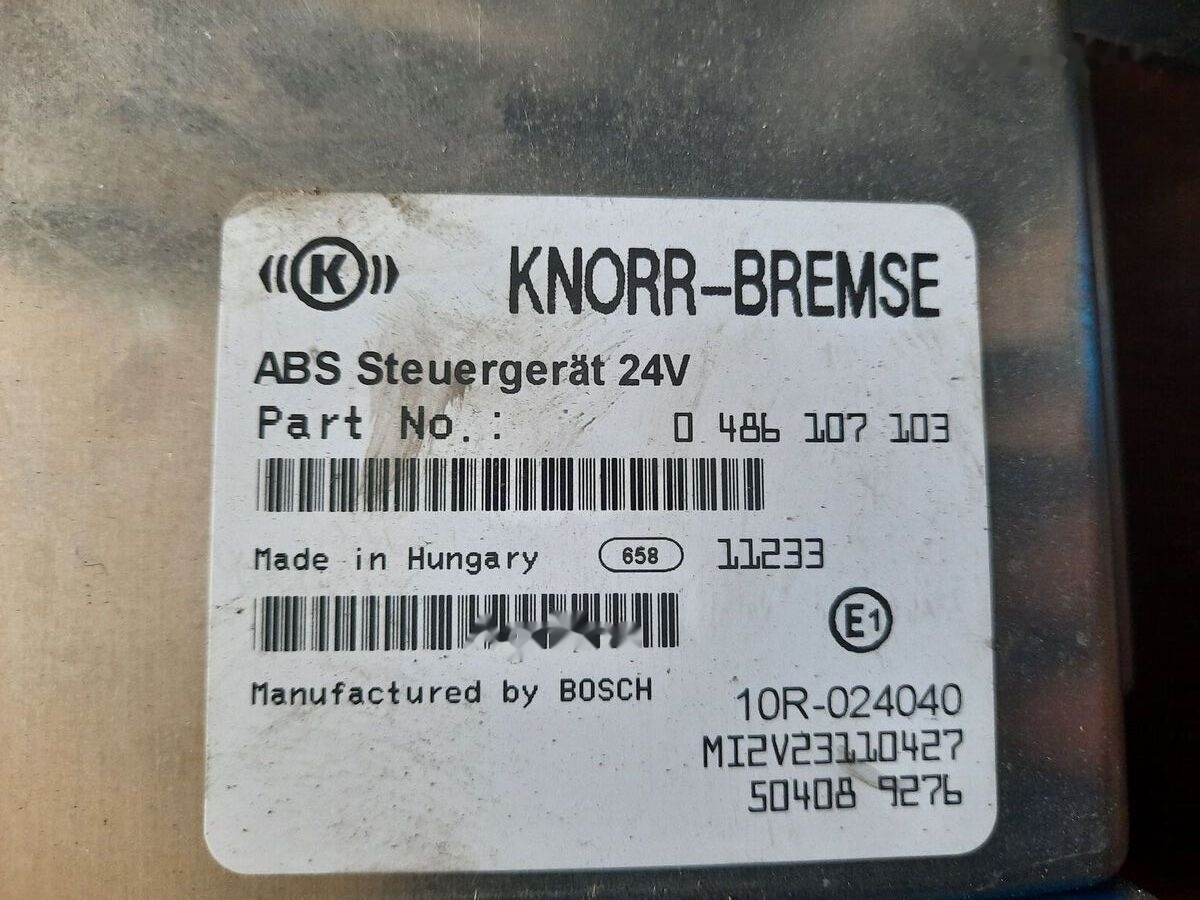 K
KNORR-BREMSE
ABS Steuergerät 24V
Part No.: 0 486 107 103
Made in Hungary 658 11233
E1
Manufactured by BOSCH
10R-024040
MI2V23110427
50408 9276